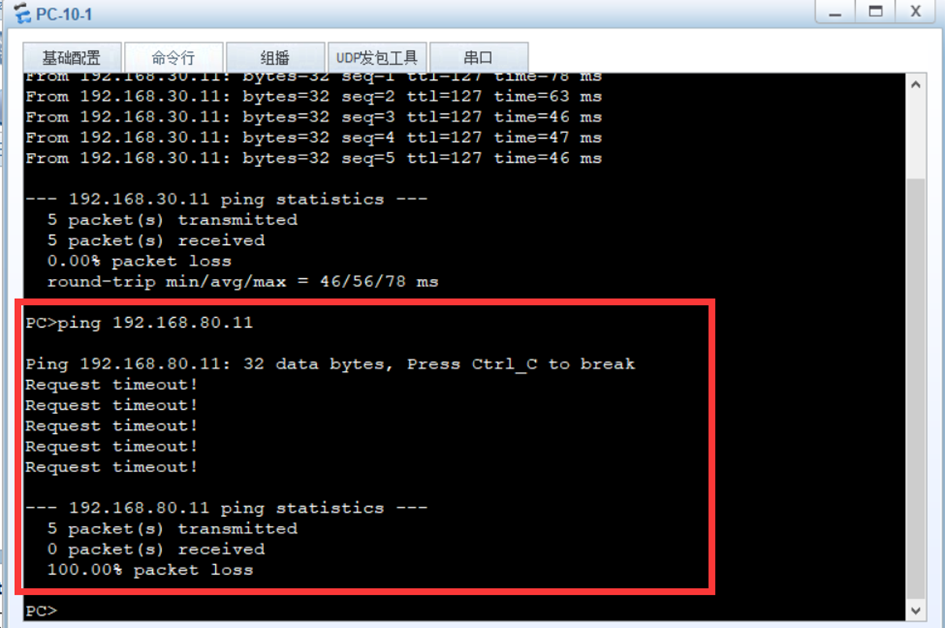 PC-10-1
基础配置 命令行 组播 UDP发包工具 串口
From 192.168.30.11: bytes=32 seq=1 ttl=127 time=78 ms
From 192.168.30.11: bytes=32 seq=2 ttl=127 time=63 ms
From 192.168.30.11: bytes=32 seq=3 ttl=127 time=46 ms
From 192.168.30.11: bytes=32 seq=4 ttl=127 time=47 ms
From 192.168.30.11: bytes=32 seq=5 ttl=127 time=46 ms
--- 192.168.30.11 ping statistics ---
5 packet(s) transmitted
5 packet(s) received
0.00% packet loss
round-trip min/avg/max = 46/56/78 ms
PC>ping 192.168.80.11
Ping 192.168.80.11: 32 data bytes, Press Ctrl_C to break
Request timeout!
Request timeout!
Request timeout!
Request timeout!
Request timeout!
--- 192.168.80.11 ping statistics ---
5 packet(s) transmitted
0 packet(s) received
100.00% packet loss
PC>